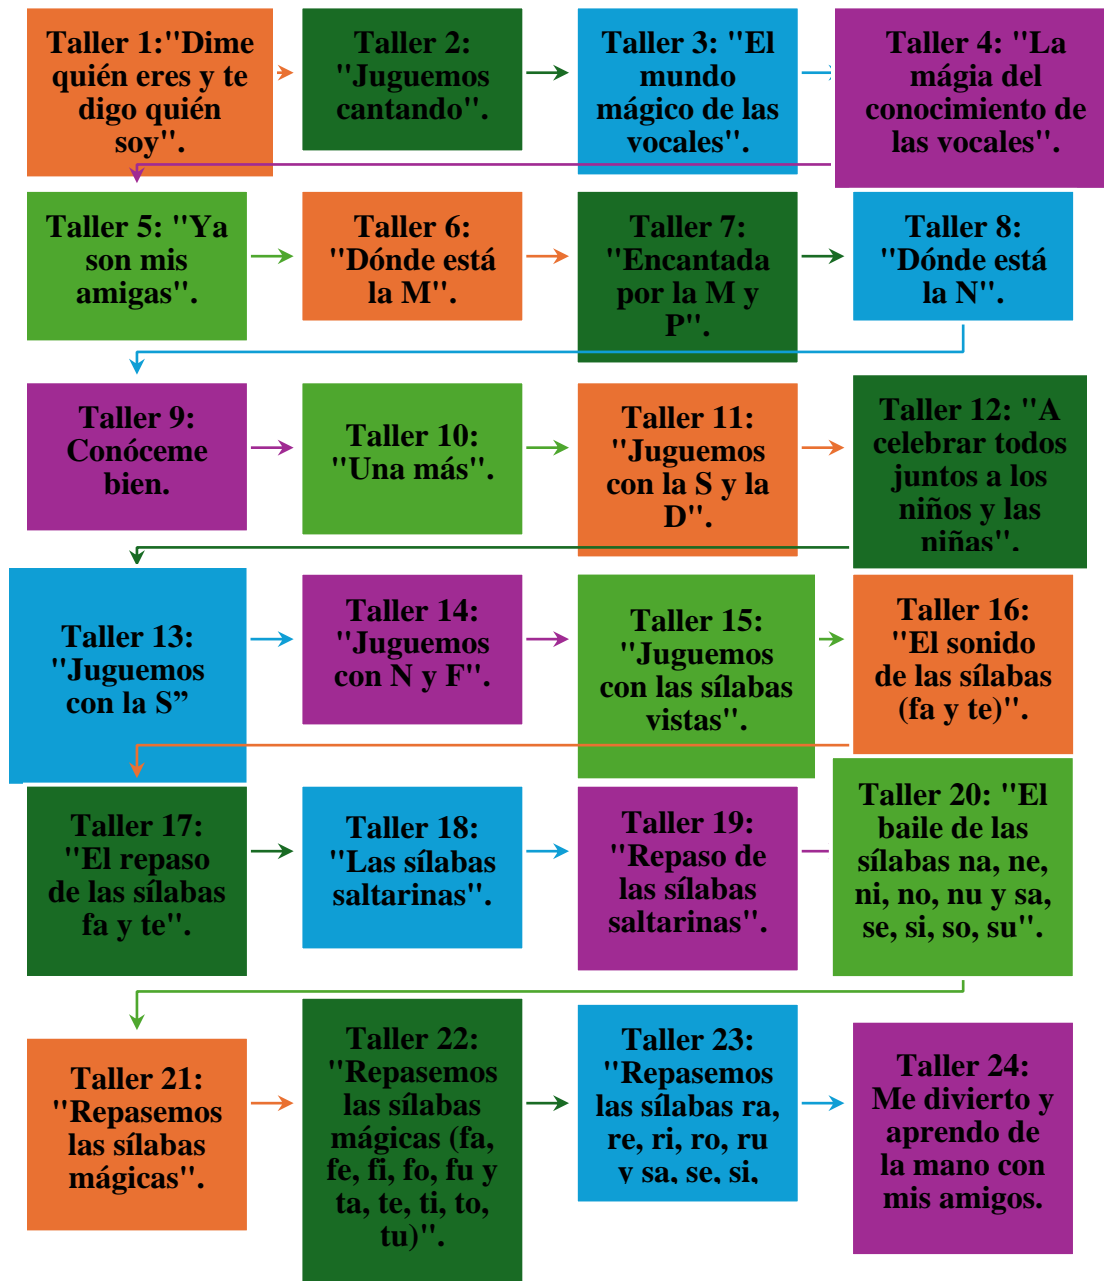 Taller 1:"Dime
quién eres y te
digo quién
soy".
Taller 2:
"Juguemos
cantando".
Taller 3: "El
mundo
mágico de las
vocales".
Taller 4: "La
mágia del
conocimiento de
las vocales".
Taller 5: "Ya
son mis
amigas".
Taller 6:
"Dónde está
la M".
Taller 7:
"Encantada
por la M y
P".
Taller 8:
"Dónde está
la N".
Taller 9:
Conóceme
bien.
Taller 10:
"Una más".
Taller 11:
"Juguemos
con la S y la
D".
Taller 12: "A
celebrar todos
juntos a los
niños y las
niñas".
Taller 13:
"Juguemos
con la S”
Taller 14:
"Juguemos
con N y F".
Taller 15:
"Juguemos
con las sílabas
vistas".
Taller 16:
"El sonido
de las sílabas
(fa y te)".
Taller 17:
"El repaso
de las sílabas
fa y te".
Taller 18:
"Las sílabas
saltarinas".
Taller 19:
"Repaso de
las sílabas
saltarinas".
Taller 20: "El
baile de las
sílabas na, ne,
ni, no, nu y sa,
se, si, so, su".
Taller 21:
"Repasemos
las sílabas
mágicas".
Taller 22:
"Repasemos
las sílabas
mágicas (fa,
fe, fi, fo, fu y
ta, te, ti, to,
tu)".
Taller 23:
"Repasemos
las sílabas ra,
re, ri, ro, ru
y sa, se, si,
Taller 24:
Me divierto y
aprendo de
la mano con
mis amigos.